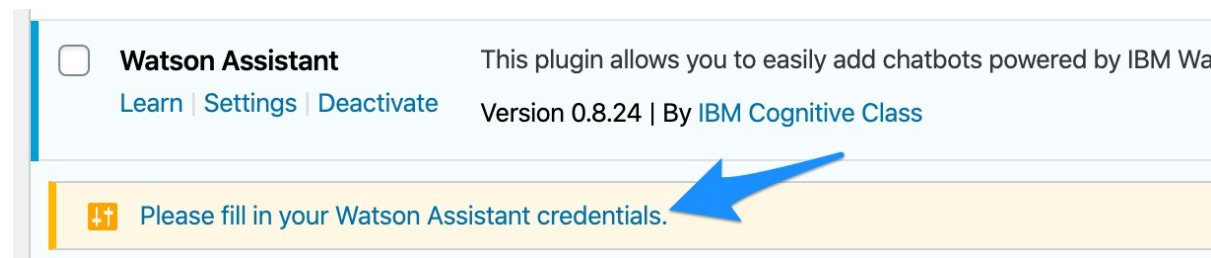 Watson Assistant
This plugin allows you to easily add chatbots powered by IBM
Learn | Settings | Deactivate
Version 0.8.24 | By IBM Cognitive Class
Please fill in your Watson Assistant credentials.